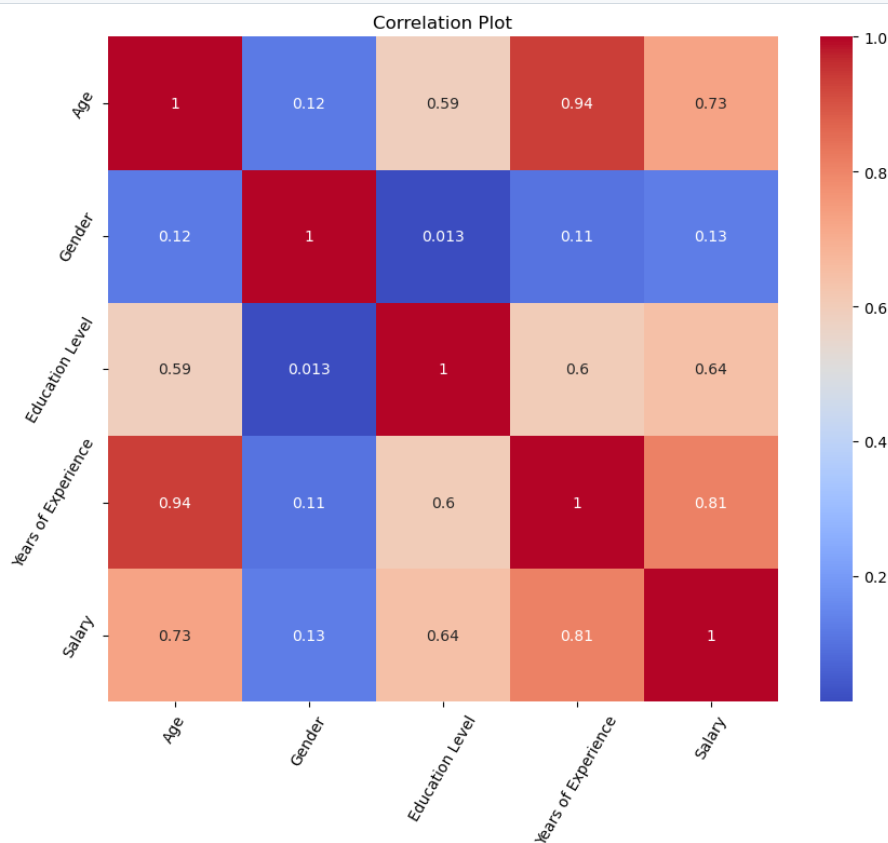 Correlation Plot
Age 1 0.12 0.59 0.94 0.73
Gender 0.12 1 0.013 0.11 0.13
Education Level 0.59 0.013 1 0.6 0.64
Years of Experience 0.94 0.11 0.6 1 0.81
Salary 0.73 0.13 0.64 0.81 1
Age Gender Education Level Years of Experience Salary
1.0
0.8
0.6
0.4
0.2